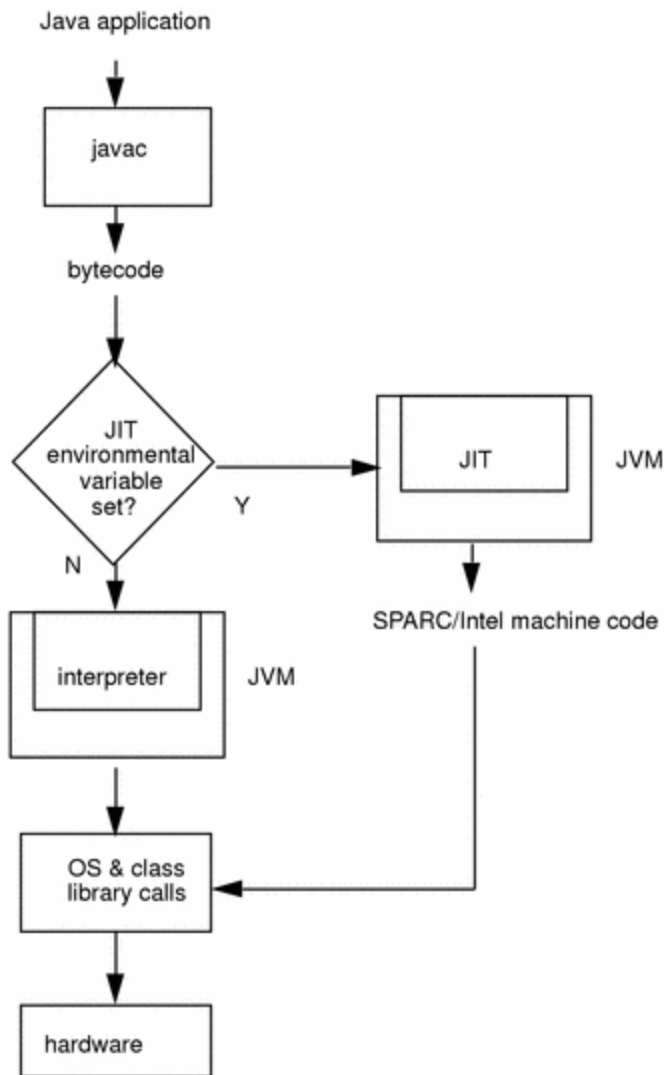 Java application
javac
bytecode
JIT
environmental
variable
set?
Y
N
JIT
JVM
SPARC/Intel machine code
interpreter
JVM
OS & class
library calls
hardware